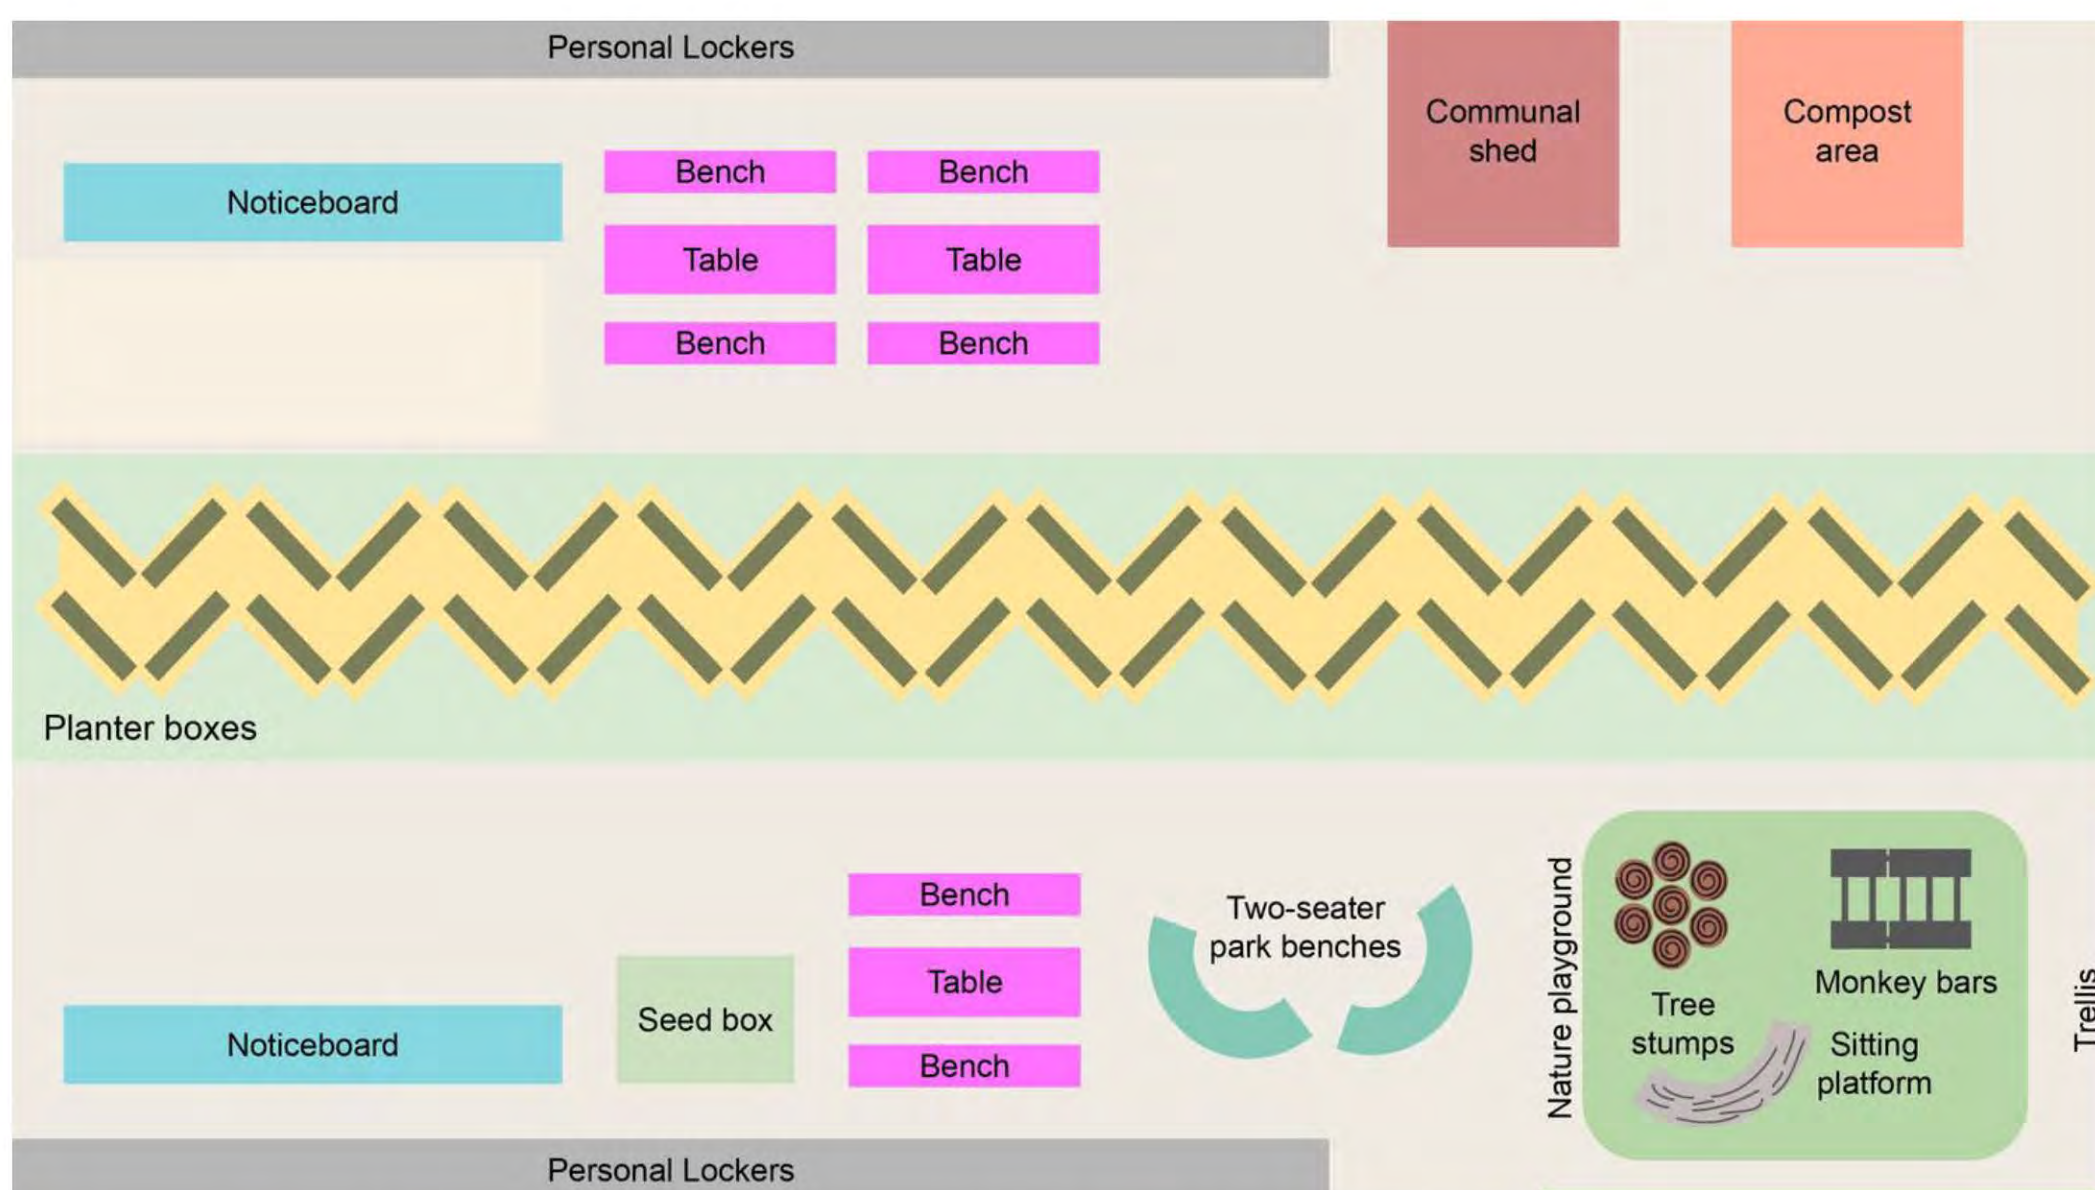 Personal Lockers
Communal
shed
Compost
area
Noticeboard
Bench
Bench
Table
Table
Bench
Bench
Planter boxes
Noticeboard
Seed box
Bench
Table
Bench
Two-seater
park benches
Nature playground
Tree
stumps
Monkey bars
Sitting
platform
Trellis
Personal Lockers